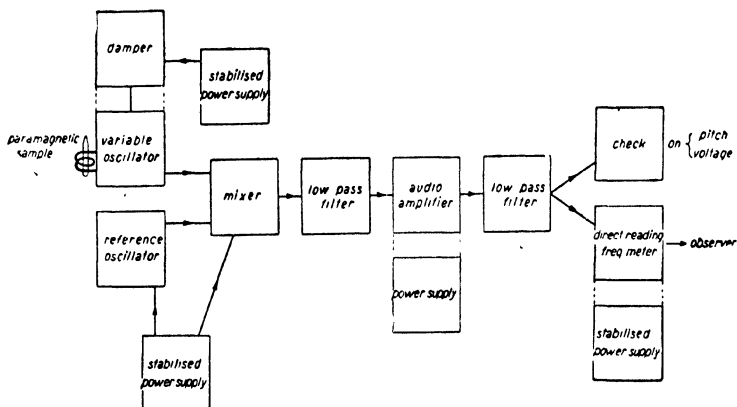 damper
stabilised
power supply
paramagnetic
sample
variable
oscillator
mixer
low pass
filter
audio
amplifier
low pass
filter
check
on { pitch
voltage
reference
oscillator
direct reading
freq meter
observer
power supply
stabilised
power supply
stabilised
power supply